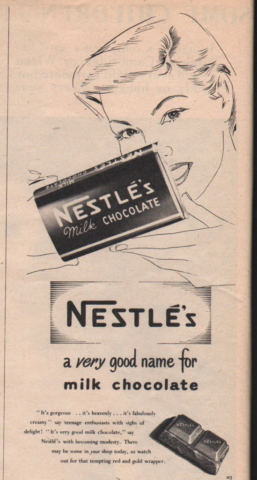 NESTLÉ's
Milk CHOCOLATE
NESTLÉ's
a very good name for
milk chocolate
"It's gorgeous . . . it's heavenly . . . it's fabulously
creamy," say teenage enthusiasts with sighs of
delight! "It's very good milk chocolate," say
Nestlé's with becoming modesty. There
may be some in your shop today, so watch
out for that tempting red and gold wrapper.